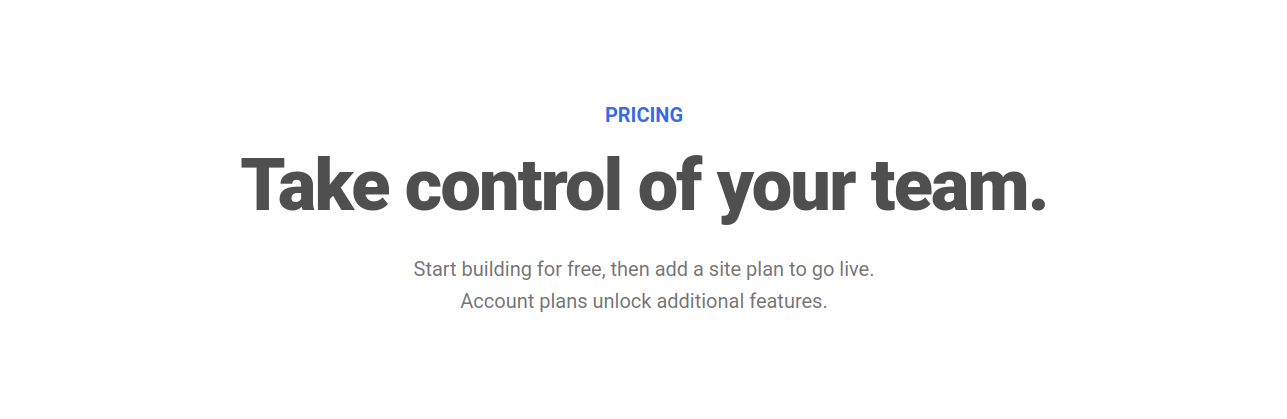 PRICING
Take control of your team.
Start building for free, then add a site plan to go live.
Account plans unlock additional features.